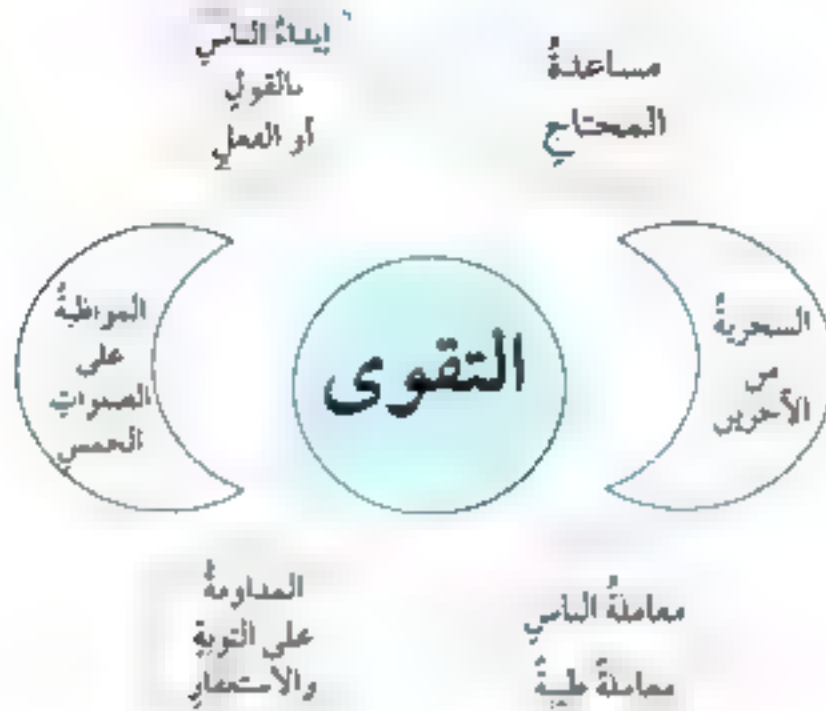 مساعدةُ
المحتاجِ
إيذاءُ الناسِ
بالقولِ
أو الفعلِ
السخريةُ
من
الآخرين
التقوى
المواظبةُ
على
الصلواتِ
الخمسِ
معاملةُ الناسِ
معاملةً طيبةً
المداومةُ
على التوبةِ
والاستغفارِ